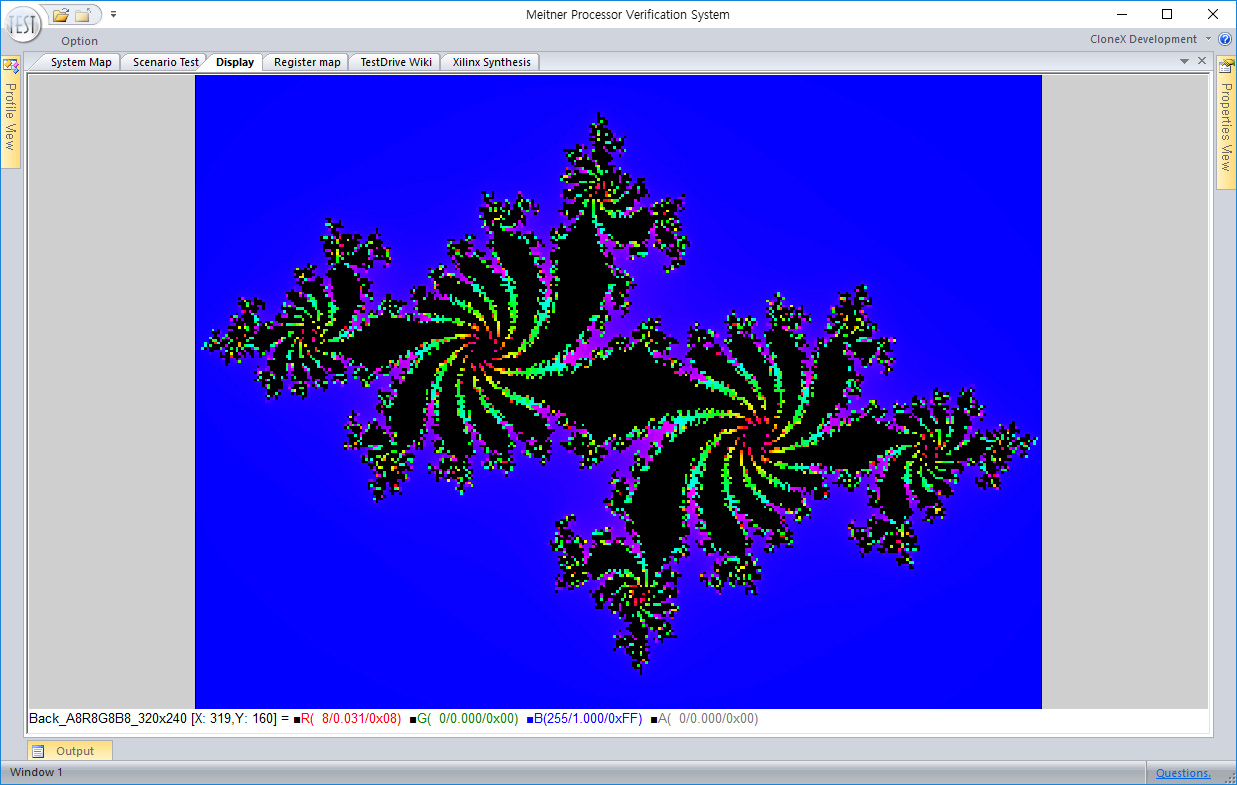 Meitner Processor Verification System
TEST
Option
CloneX Development
System Map Scenario Test Display Register map TestDrive Wiki Xilinx Synthesis
Profile View
Properties View
Back_A8R8G8B8_320x240 [X: 319,Y: 160] = ■R( 8/0.031/0x08) ■G( 0/0.000/0x00) ■B(255/1.000/0xFF) ■A( 0/0.000/0x00)
Output
Window 1
Questions.